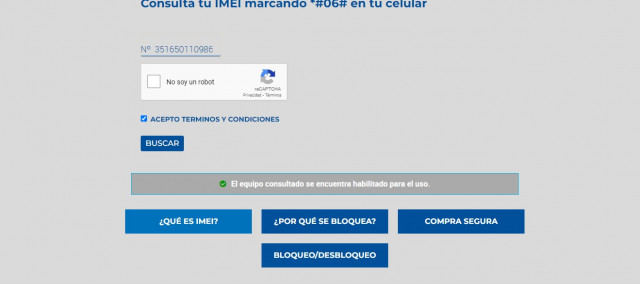 Consulta tu IMEI marcando *#06# en tu celular
Nº 351650110986
No soy un robot
reCAPTCHA
Privacidad - Términos
ACEPTO TERMINOS Y CONDICIONES
BUSCAR
El equipo consultado se encuentra habilitado para el uso.
¿QUÉ ES IMEI?
¿POR QUÉ SE BLOQUEA?
COMPRA SEGURA
BLOQUEO/DESBLOQUEO